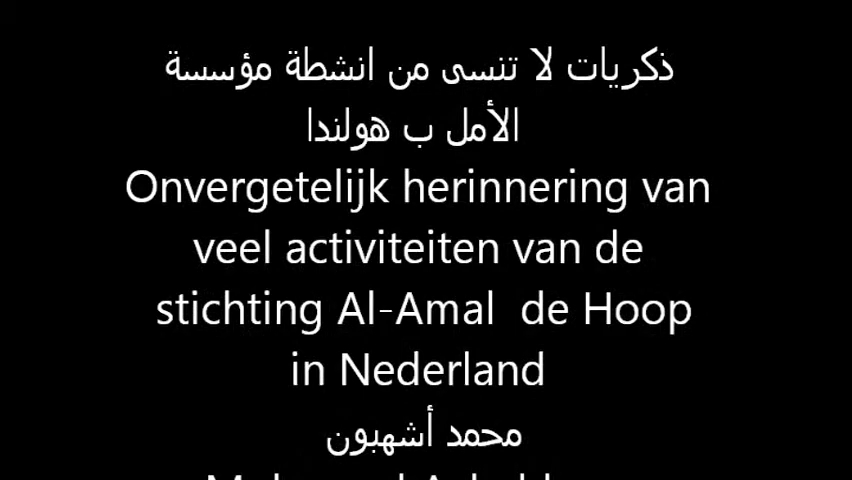 ذكريات لا تنسى من انشطة مؤسسة
الأمل ب هولندا
Onvergetelijk herinnering van
veel activiteiten van de
stichting Al-Amal  de Hoop
in Nederland
محمد أشهبون